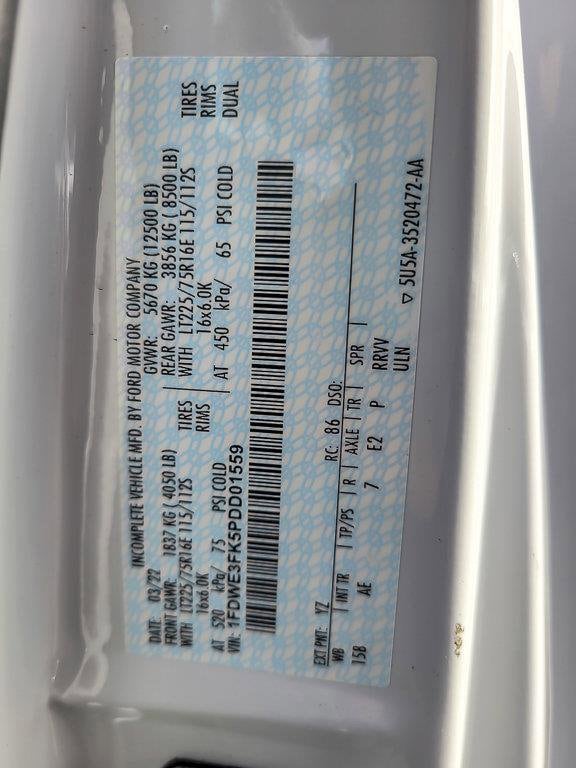 INCOMPLETE VEHICLE MFD. BY FORD MOTOR COMPANY
DATE: 03/22 GVWR: 5670 KG (12500 LB)
FRONT GAWR: 1837 KG (4050 LB) REAR GAWR: 3856 KG (8500 LB)
WITH LT225/75R16E 115/112S TIRES WITH LT225/75R16E 115/112S TIRES
16x6.0K RIMS 16x6.0K RIMS
AT 520 kPa/ 75 PSI COLD AT 450 kPa/ 65 PSI COLD DUAL
VIN: 1FDWE3FK5PDD01559
EXT PNT: YZ RC: 86 DSO:
WB | INT TR | TP/PS | R | AXLE | TR | SPR |
158 AE 7 E2 P RRVV
ULN
▽ 5U5A-3520472-AA